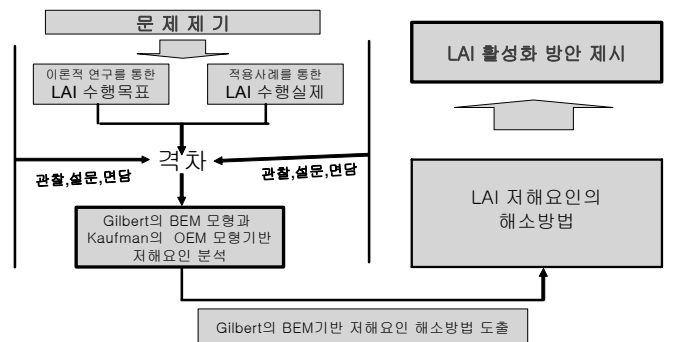 문 제 제 기
이론적 연구를 통한
LAI 수행목표
적용사례를 통한
LAI 수행실제
격차
관찰,설문,면담
관찰,설문,면담
Gilbert의 BEM 모형과
Kaufman의 OEM 모형기반
저해요인 분석
Gilbert의 BEM기반 저해요인 해소방법 도출
LAI 저해요인의
해소방법
LAI 활성화 방안 제시